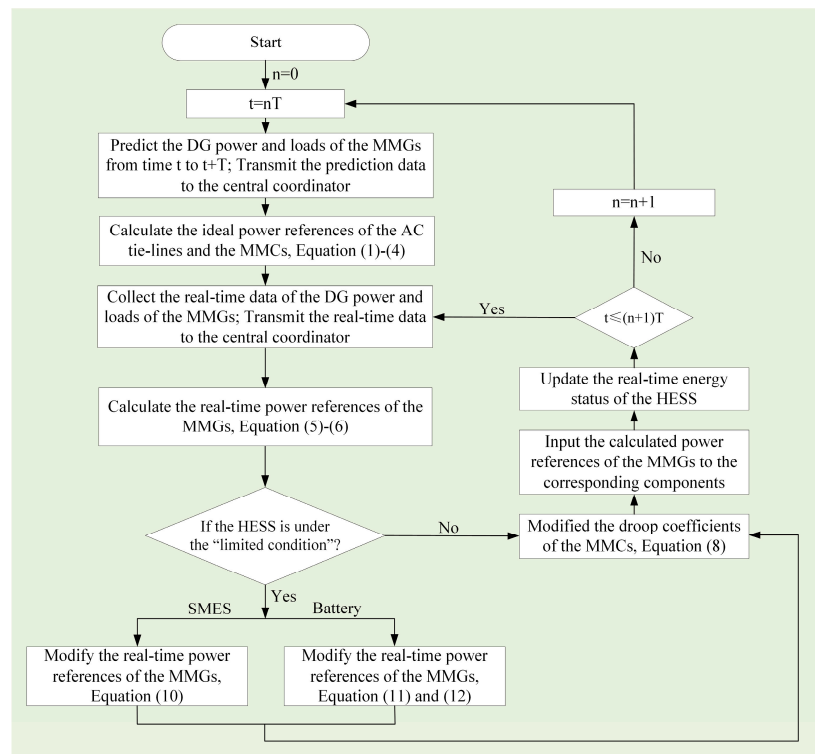 Start
n=0
t=nT
Predict the DG power and loads of the MMGs
from time t to t+T; Transmit the prediction data
to the central coordinator
Calculate the ideal power references of the AC
tie-lines and the MMCs, Equation (1)-(4)
Collect the real-time data of the DG power and
loads of the MMGs; Transmit the real-time data
to the central coordinator
Calculate the real-time power references of the
MMGs, Equation (5)-(6)
If the HESS is under
the “limited condition”?
Yes
SMES
Battery
Modify the real-time power
references of the MMGs,
Equation (10)
Modify the real-time power
references of the MMGs,
Equation (11) and (12)
No
Modified the droop coefficients
of the MMCs, Equation (8)
Input the calculated power
references of the MMGs to the
corresponding components
Update the real-time energy
status of the HESS
t≤(n+1)T
Yes
No
n=n+1